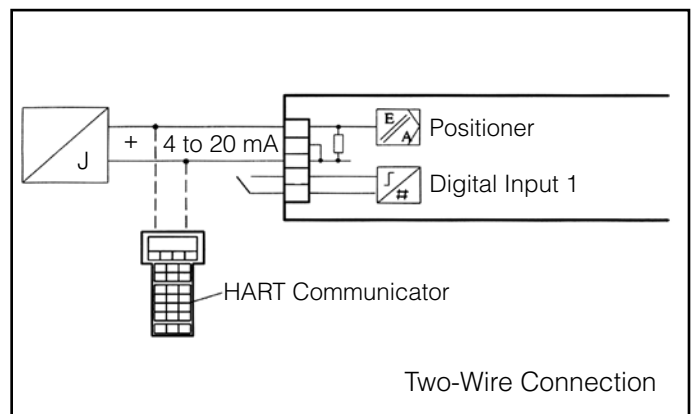 E
A
Positioner
J
+ 4 to 20 mA
#
Digital Input 1
HART Communicator
Two-Wire Connection